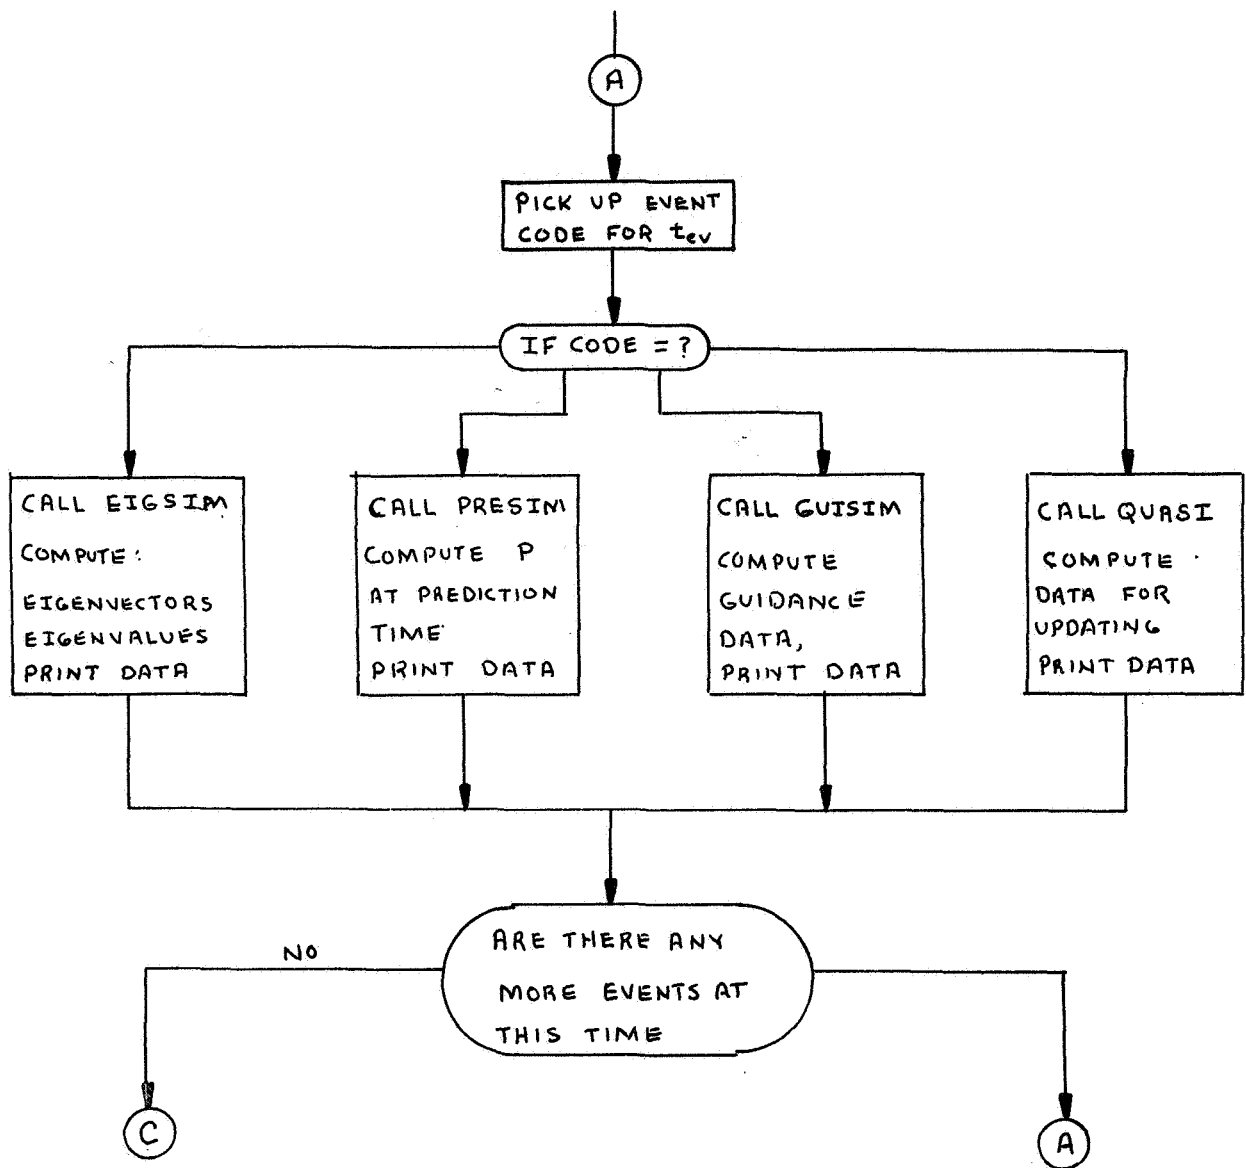 A
PICK UP EVENT
CODE FOR tev
IF CODE = ?
CALL EIGSIM
COMPUTE:
EIGENVECTORS
EIGENVALUES
PRINT DATA
CALL PRESIM
COMPUTE P
AT PREDICTION
TIME
PRINT DATA
CALL GUISIM
COMPUTE
GUIDANCE
DATA,
PRINT DATA
CALL QUASI
COMPUTE
DATA FOR
UPDATING
PRINT DATA
ARE THERE ANY
MORE EVENTS AT
THIS TIME
NO
C
A